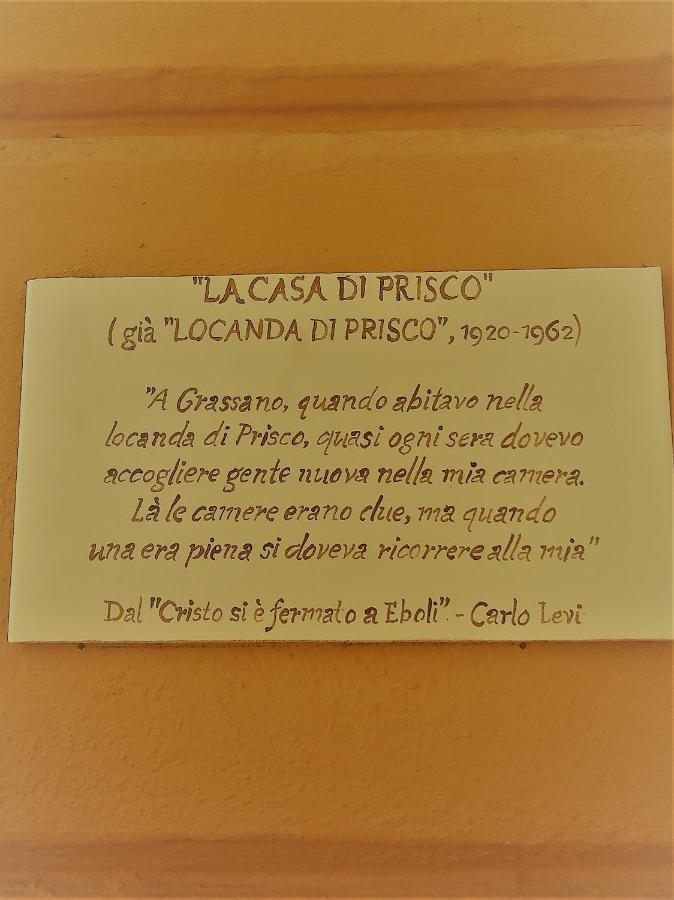 "LA CASA DI PRISCO"
(già "LOCANDA DI PRISCO", 1920-1962)
"A Grassano, quando abitavo nella
locanda di Prisco, quasi ogni sera dovevo
accogliere gente nuova nella mia camera.
Là le camere erano due, ma quando
una era piena si doveva ricorrere alla mia"
Dal "Cristo si è fermato a Eboli". - Carlo Levi